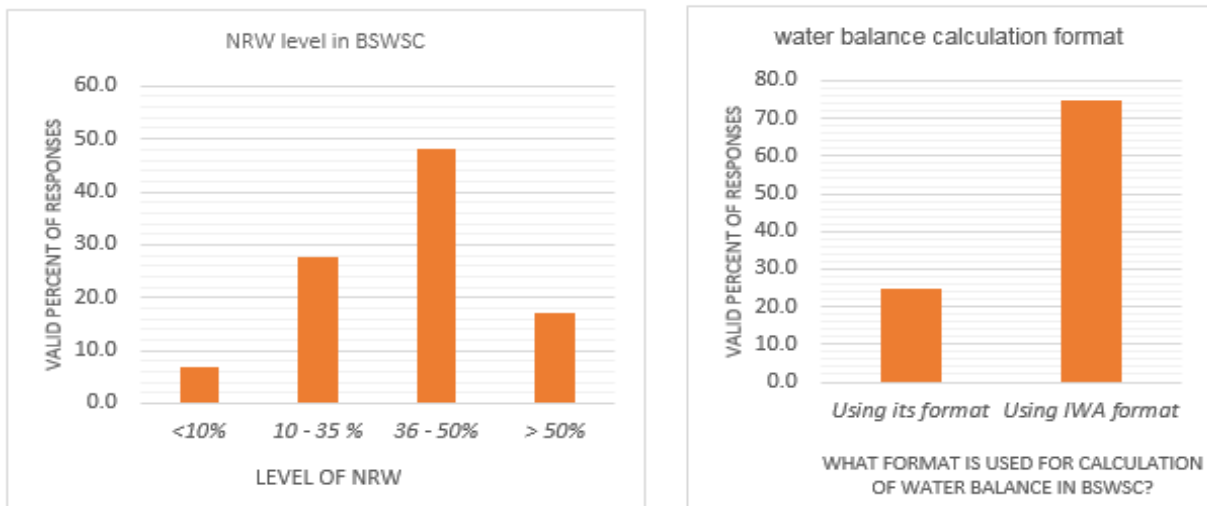 NRW level in BSWSC
VALID PERCENT OF RESPONSES
60.0
50.0
40.0
30.0
20.0
10.0
0.0
<10% 10 - 35 % 36 - 50% > 50%
LEVEL OF NRW
water balance calculation format
VALID PERCENT OF RESPONSES
80.0
70.0
60.0
50.0
40.0
30.0
20.0
10.0
0.0
Using its format Using IWA format
WHAT FORMAT IS USED FOR CALCULATION
OF WATER BALANCE IN BSWSC?